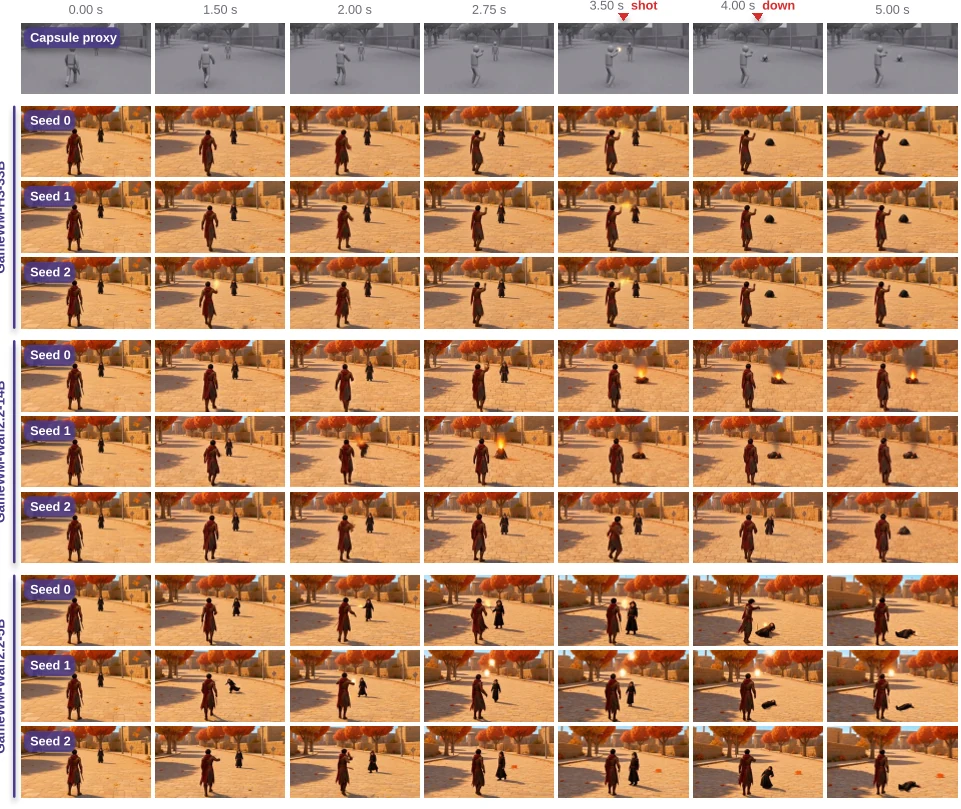 0.00 s
1.50 s
2.00 s
2.75 s
3.50 s shot
4.00 s down
5.00 s
Capsule proxy
Seed 0
Seed 1
Seed 2
Seed 0
Seed 1
Seed 2
Seed 0
Seed 1
Seed 2